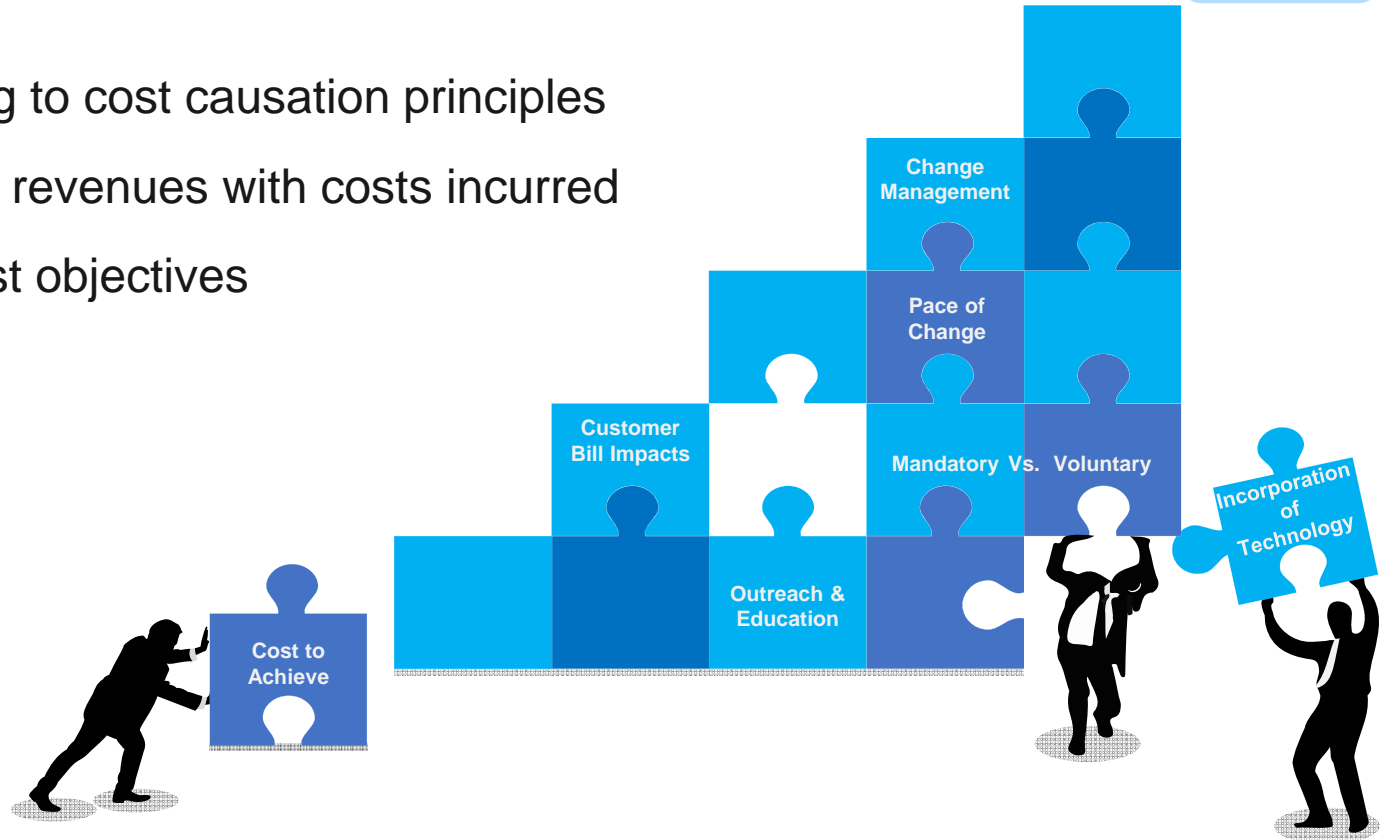 to cost causation principles
revenues with costs incurred
objectives
Change
Management
Pace of
Change
Customer
Bill Impacts
Mandatory Vs. Voluntary
Incorporation
of
Technology
Outreach &
Education
Cost to
Achieve